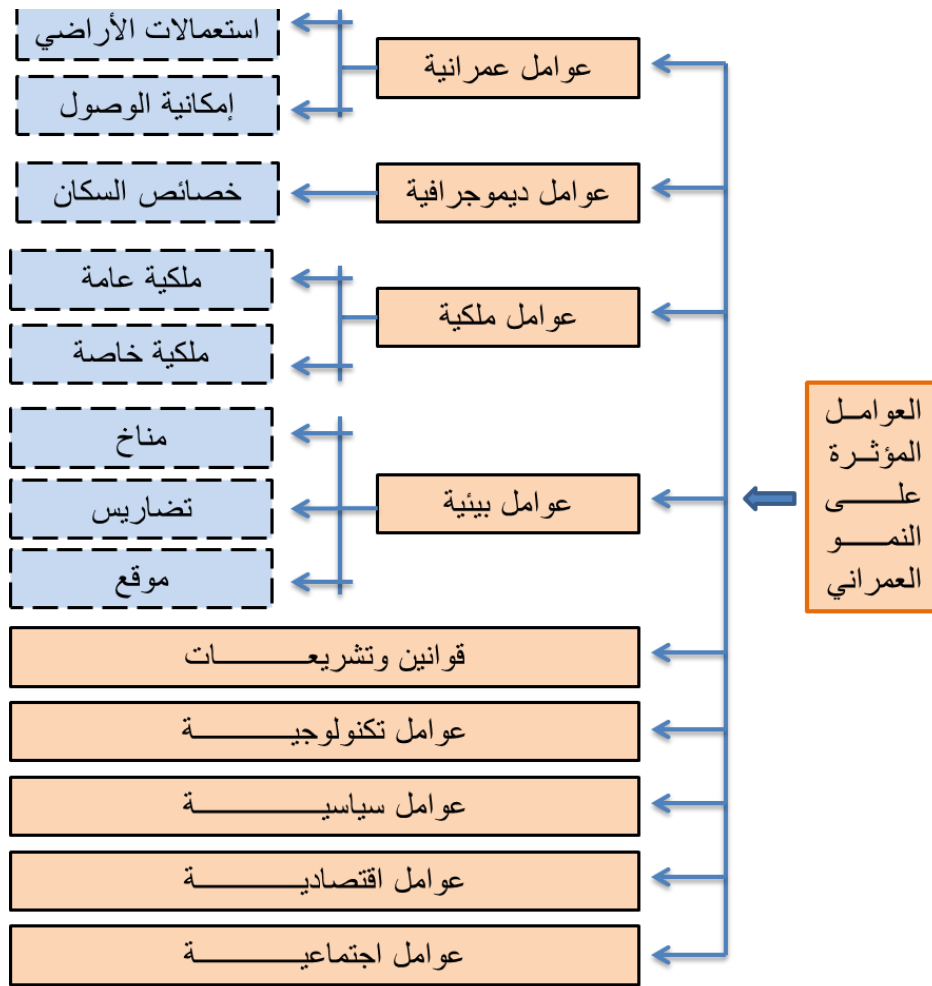 العوامل
المؤثرة
على
النمو
العمراني
عوامل عمرانية
استعمالات الأراضي
إمكانية الوصول
عوامل ديموجرافية
خصائص السكان
عوامل ملكية
ملكية عامة
ملكية خاصة
عوامل بيئية
مناخ
تضاريس
موقع
قوانين وتشريعات
عوامل تكنولوجية
عوامل سياسية
عوامل اقتصادية
عوامل اجتماعية